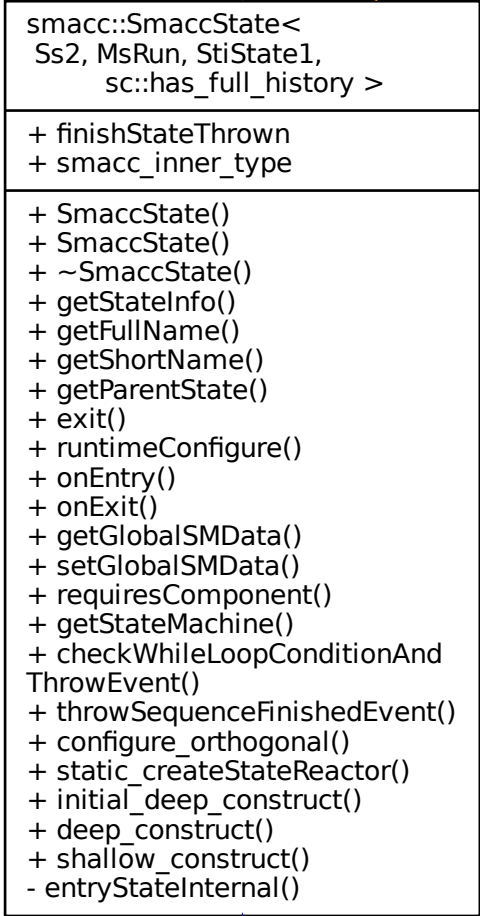 smacc::SmaccState<
Ss2, MsRun, StiState1,
sc::has_full_history >
+ finishStateThrown
+ smacc_inner_type
+ SmaccState()
+ SmaccState()
+ ~SmaccState()
+ getStateInfo()
+ getFullName()
+ getShortName()
+ getParentState()
+ exit()
+ runtimeConfigure()
+ onEntry()
+ onExit()
+ getGlobalSMData()
+ setGlobalSMData()
+ requiresComponent()
+ getStateMachine()
+ checkWhileLoopConditionAnd
ThrowEvent()
+ throwSequenceFinishedEvent()
+ configure_orthogonal()
+ static_createStateReactor()
+ initial_deep_construct()
+ deep_construct()
+ shallow_construct()
- entryStateInternal()